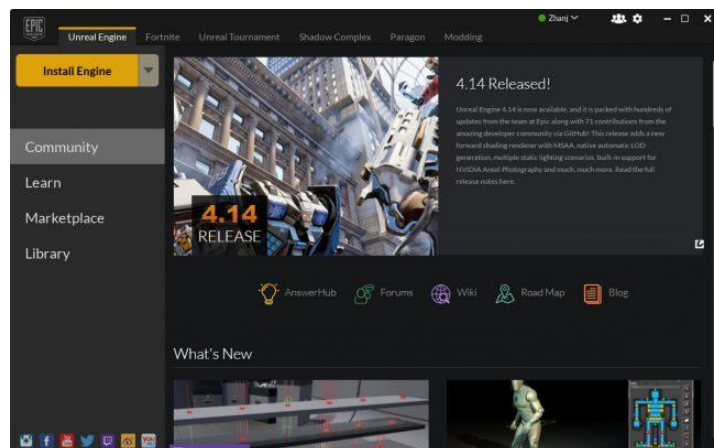 EPIC
Zhanj
Unreal Engine Fortnite Unreal Tournament Shadow Complex Paragon Modding
Install Engine
Community
Learn
Marketplace
Library
4.14
RELEASE
4.14 Released!
Unreal Engine 4.14 is now available, and it is packed with hundreds of
updates from the team at Epic along with 71 contributions from the
amazing developer community via GitHub! This release adds a new
forward shading renderer with MSAA, native automatic LOD
generation, multiple static lighting scenarios, built-in support for
NVIDIA Ansel Photography and much, much more. Read the full
release notes here.
AnswerHub Forums Wiki Road Map Blog
What's New